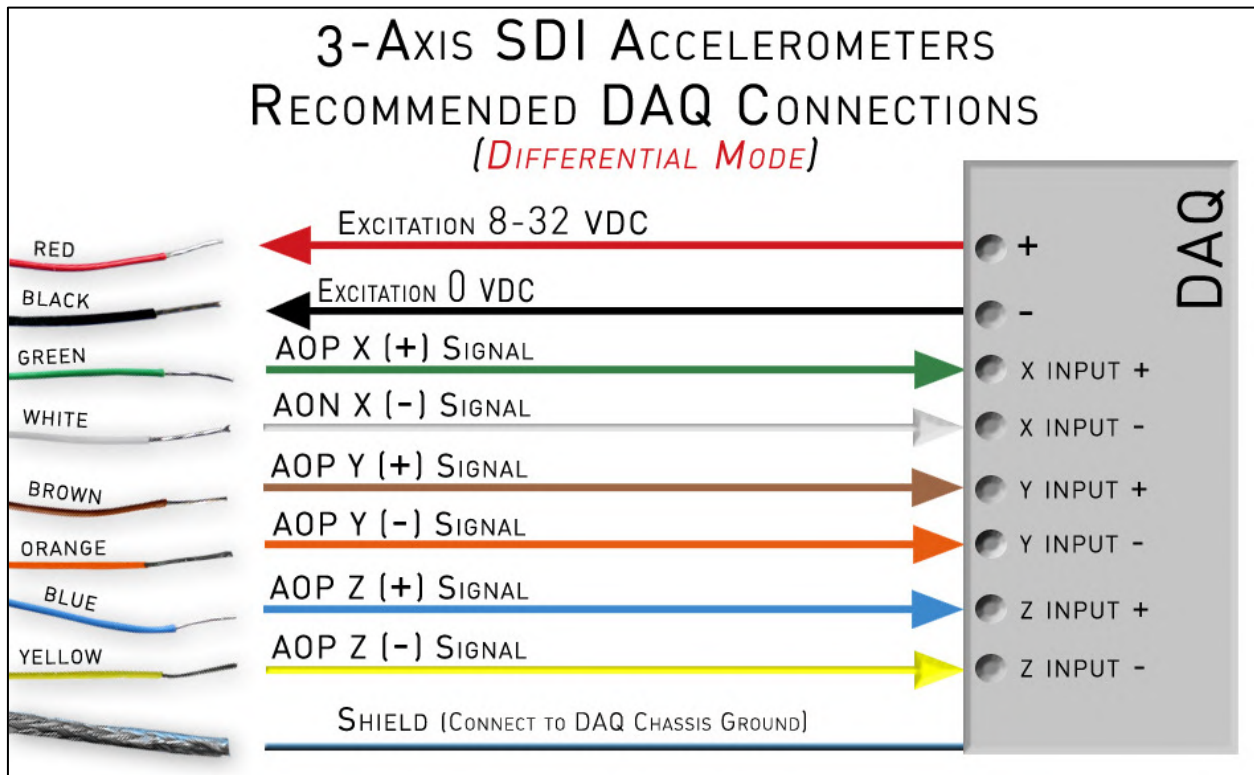 3-Axis SDI Accelerometers
Recommended DAQ Connections
(Differential Mode)
DAQ
RED
Excitation 8-32 VDC
+
BLACK
Excitation 0 VDC
-
GREEN
AOP X (+) Signal
X INPUT +
WHITE
AON X (-) Signal
X INPUT -
BROWN
AOP Y (+) Signal
Y INPUT +
ORANGE
AOP Y (-) Signal
Y INPUT -
BLUE
AOP Z (+) Signal
Z INPUT +
YELLOW
AOP Z (-) Signal
Z INPUT -
Shield (Connect to DAQ Chassis Ground)